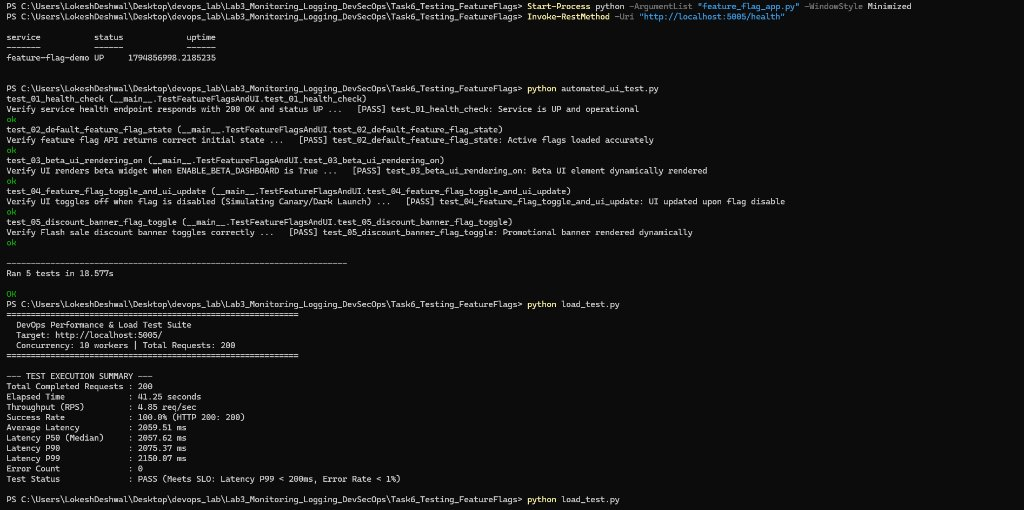 PS C:\Users\LokeshDeshwal\Desktop\devops_lab\Lab3_Monitoring_Logging_DevSecOps\Task6_Testing_FeatureFlags> Start-Process python -ArgumentList "feature_flag_app.py" -WindowStyle Minimized
PS C:\Users\LokeshDeshwal\Desktop\devops_lab\Lab3_Monitoring_Logging_DevSecOps\Task6_Testing_FeatureFlags> Invoke-RestMethod -Uri "http://localhost:5005/health"
service status uptime
------- ------ ------
feature-flag-demo UP 1794856998.2185235
PS C:\Users\LokeshDeshwal\Desktop\devops_lab\Lab3_Monitoring_Logging_DevSecOps\Task6_Testing_FeatureFlags> python automated_ui_test.py
test_01_health_check (__main__.TestFeatureFlagsAndUI.test_01_health_check)
Verify service health endpoint responds with 200 OK and status UP ... [PASS] test_01_health_check: Service is UP and operational
ok
test_02_default_feature_flag_state (__main__.TestFeatureFlagsAndUI.test_02_default_feature_flag_state)
Verify feature flag API returns correct initial state ... [PASS] test_02_default_feature_flag_state: Active flags loaded accurately
ok
test_03_beta_ui_rendering_on (__main__.TestFeatureFlagsAndUI.test_03_beta_ui_rendering_on)
Verify UI renders beta widget when ENABLE_BETA_DASHBOARD is True ... [PASS] test_03_beta_ui_rendering_on: Beta UI element dynamically rendered
ok
test_04_feature_flag_toggle_and_ui_update (__main__.TestFeatureFlagsAndUI.test_04_feature_flag_toggle_and_ui_update)
Verify UI toggles off when flag is disabled (Simulating Canary/Dark Launch) ... [PASS] test_04_feature_flag_toggle_and_ui_update: UI updated upon flag disable
ok
test_05_discount_banner_flag_toggle (__main__.TestFeatureFlagsAndUI.test_05_discount_banner_flag_toggle)
Verify Flash sale discount banner toggles correctly ... [PASS] test_05_discount_banner_flag_toggle: Promotional banner rendered dynamically
ok
----------------------------------------------------------------------
Ran 5 tests in 18.577s
OK
PS C:\Users\LokeshDeshwal\Desktop\devops_lab\Lab3_Monitoring_Logging_DevSecOps\Task6_Testing_FeatureFlags> python load_test.py
============================================================
DevOps Performance & Load Test Suite
Target: http://localhost:5005/
Concurrency: 10 workers | Total Requests: 200
============================================================
--- TEST EXECUTION SUMMARY ---
Total Completed Requests : 200
Elapsed Time : 41.25 seconds
Throughput (RPS) : 4.85 req/sec
Success Rate : 100.0% (HTTP 200: 200)
Average Latency : 2059.51 ms
Latency P50 (Median) : 2057.62 ms
Latency P90 : 2075.37 ms
Latency P99 : 2150.07 ms
Error Count : 0
Test Status : PASS (Meets SLO: Latency P99 < 200ms, Error Rate < 1%)
PS C:\Users\LokeshDeshwal\Desktop\devops_lab\Lab3_Monitoring_Logging_DevSecOps\Task6_Testing_FeatureFlags> python load_test.py